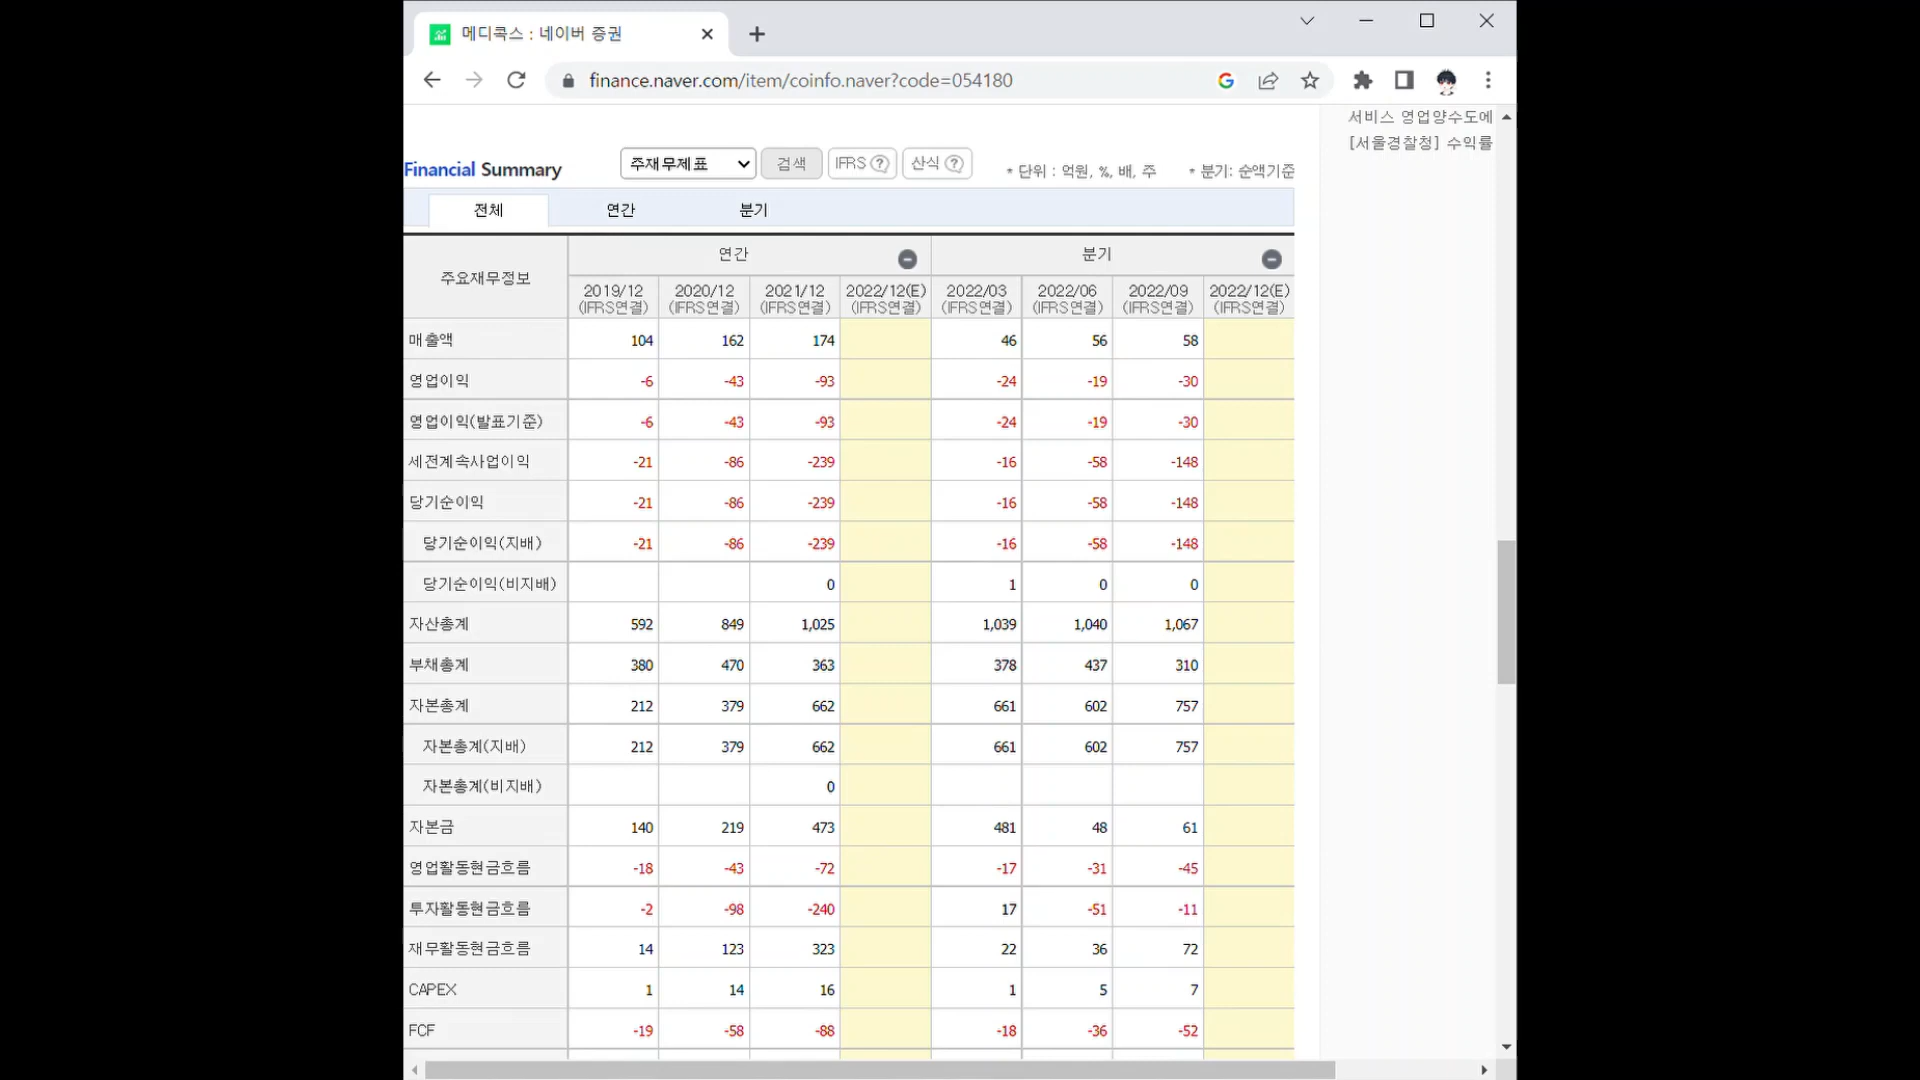 메디콕스 : 네이버 증권
finance.naver.com/item/coinfo.naver?code=054180
서비스 영업양수도에
[서울경찰청] 수익률
Financial Summary
주재무제표
검색
IFRS ?
산식 ?
* 단위 : 억원, %, 배, 주 * 분기: 순액기준
전체 연간 분기
주요재무정보 연간 분기
2019/12 2020/12 2021/12 2022/12(E) 2022/03 2022/06 2022/09 2022/12(E)
(IFRS연결) (IFRS연결) (IFRS연결) (IFRS연결) (IFRS연결) (IFRS연결) (IFRS연결) (IFRS연결)
매출액 104 162 174 46 56 58
영업이익 -6 -43 -93 -24 -19 -30
영업이익(발표기준) -6 -43 -93 -24 -19 -30
세전계속사업이익 -21 -86 -239 -16 -58 -148
당기순이익 -21 -86 -239 -16 -58 -148
당기순이익(지배) -21 -86 -239 -16 -58 -148
당기순이익(비지배) 0 1 0 0
자산총계 592 849 1,025 1,039 1,040 1,067
부채총계 380 470 363 378 437 310
자본총계 212 379 662 661 602 757
자본총계(지배) 212 379 662 661 602 757
자본총계(비지배) 0
자본금 140 219 473 481 48 61
영업활동현금흐름 -18 -43 -72 -17 -31 -45
투자활동현금흐름 -2 -98 -240 17 -51 -11
재무활동현금흐름 14 123 323 22 36 72
CAPEX 1 14 16 1 5 7
FCF -19 -58 -88 -18 -36 -52